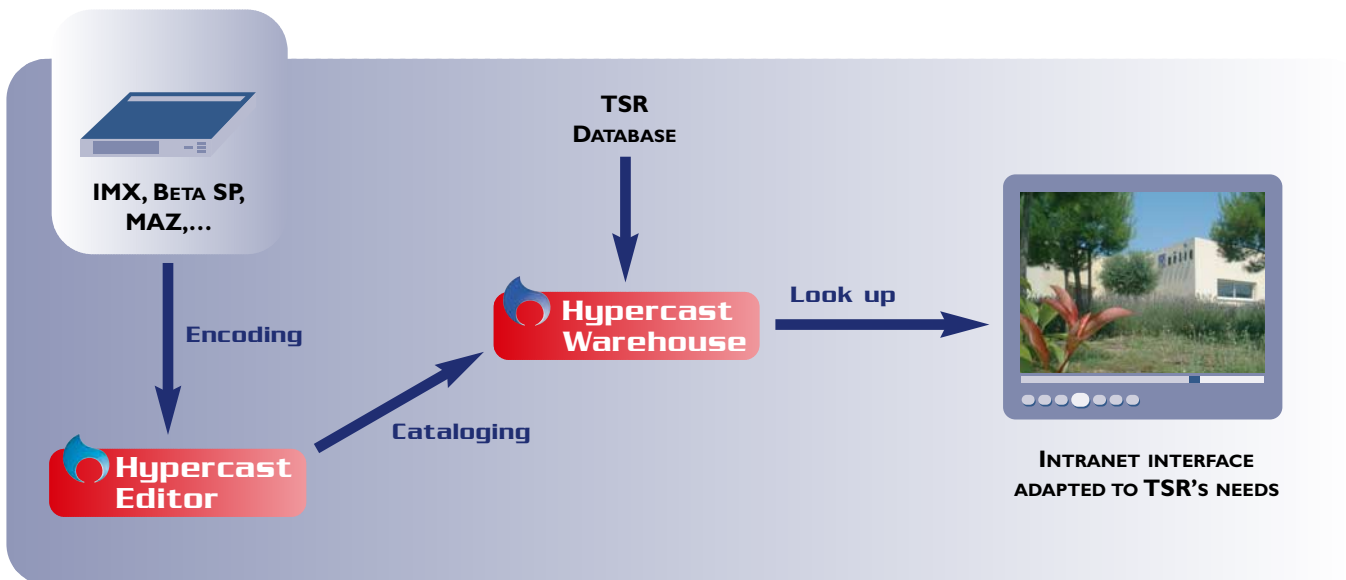 IMX, BETA SP,
MAZ,...
Encoding
Hypercast
Editor
Cataloging
TSR
DATABASE
Hypercast
Warehouse
Look up
INTRANET INTERFACE
ADAPTED TO TSR'S NEEDS